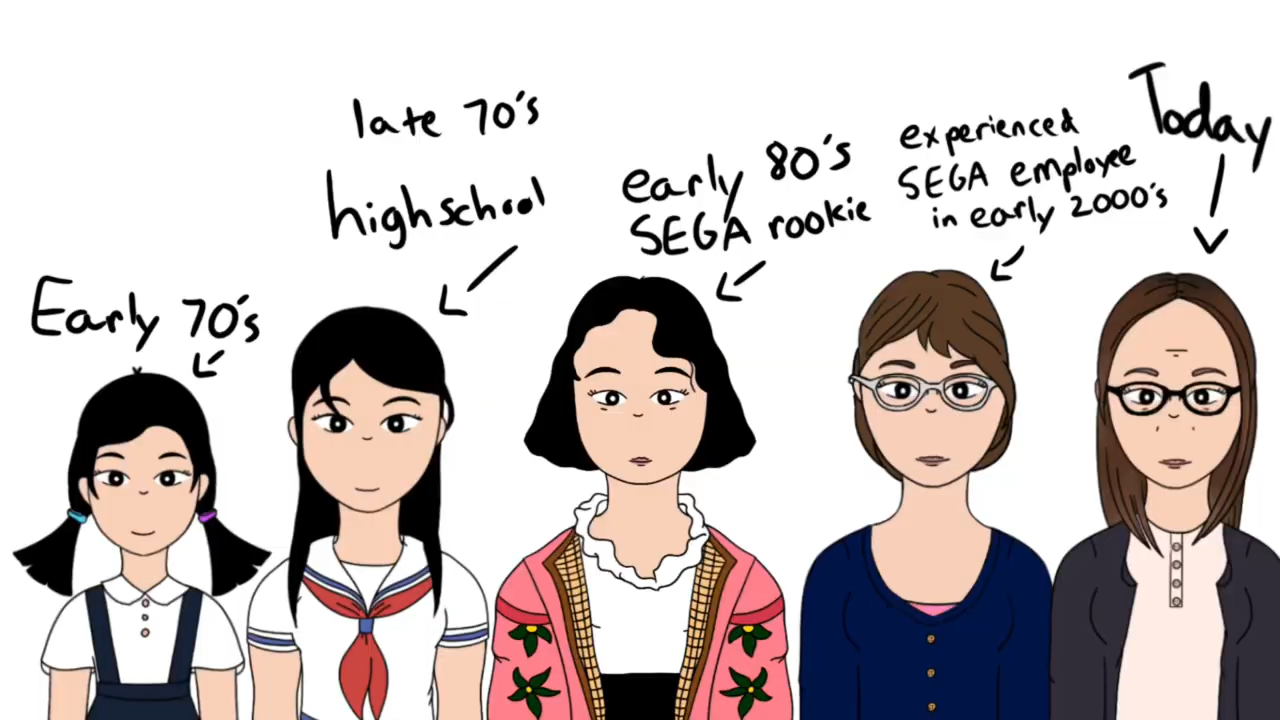 Early 70's
late 70's
highschool
early 80's
SEGA rookie
experienced
SEGA employee
in early 2000's
Today